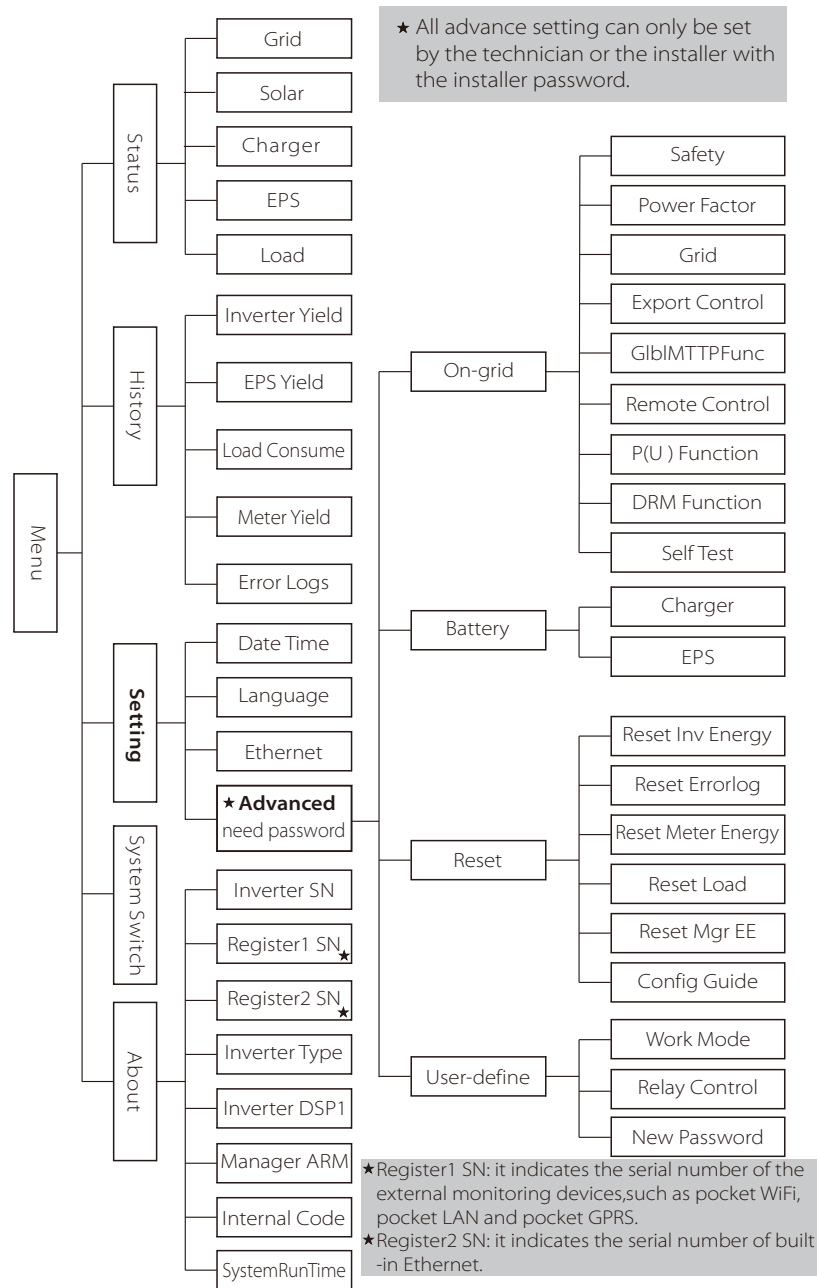 ★ All advance setting can only be set
by the technician or the installer with
the installer password.
Menu
Status
Grid
Solar
Charger
EPS
Load
History
Inverter Yield
EPS Yield
Load Consume
Meter Yield
Error Logs
Setting
Date Time
Language
Ethernet
★ Advanced
need password
System Switch
About
Inverter SN
Register1 SN★
Register2 SN★
Inverter Type
Inverter DSP1
Manager ARM
Internal Code
SystemRunTime
On-grid
Safety
Power Factor
Grid
Export Control
GlblMTTPFunc
Remote Control
P(U ) Function
DRM Function
Self Test
Battery
Charger
EPS
Reset
Reset Inv Energy
Reset Errorlog
Reset Meter Energy
Reset Load
Reset Mgr EE
Config Guide
User-define
Work Mode
Relay Control
New Password
★Register1 SN: it indicates the serial number of the
external monitoring devices,such as pocket WiFi,
pocket LAN and pocket GPRS.
★Register2 SN: it indicates the serial number of built
-in Ethernet.